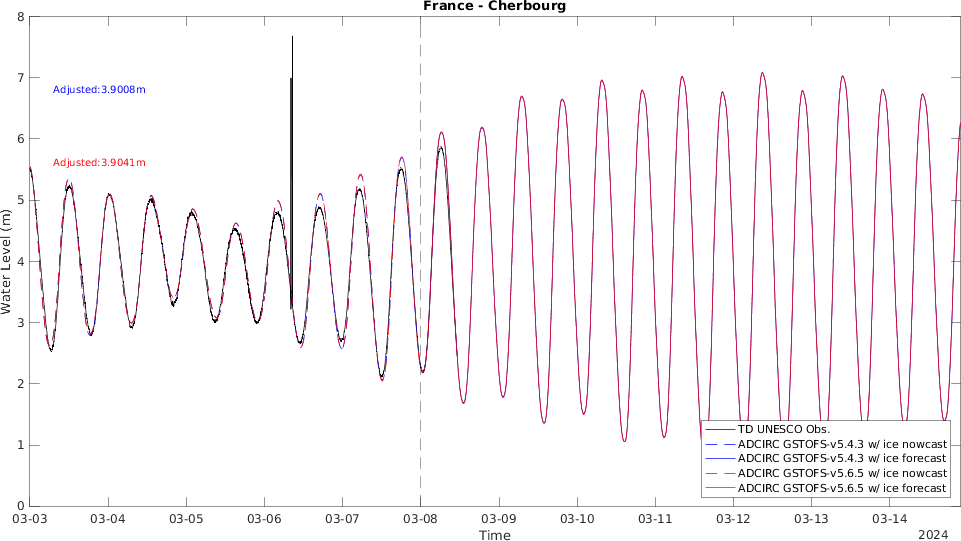 France - Cherbourg
8
7
6
5
4
3
2
1
0
Water Level (m)
Adjusted:3.9008m
Adjusted:3.9041m
TD UNESCO Obs.
ADCIRC GSTOFS-v5.4.3 w/ ice nowcast
ADCIRC GSTOFS-v5.4.3 w/ ice forecast
ADCIRC GSTOFS-v5.6.5 w/ ice nowcast
ADCIRC GSTOFS-v5.6.5 w/ ice forecast
03-03 03-04 03-05 03-06 03-07 03-08 03-09 03-10 03-11 03-12 03-13 03-14
Time
2024